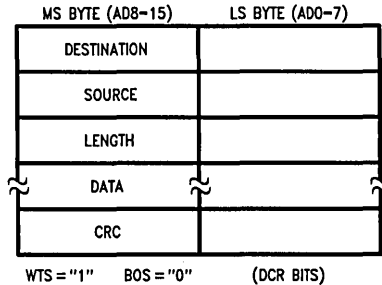 MS BYTE (AD8-15) LS BYTE (AD0-7)
DESTINATION
SOURCE
LENGTH
DATA
CRC
WTS = "1" BOS = "0" (DCR BITS)